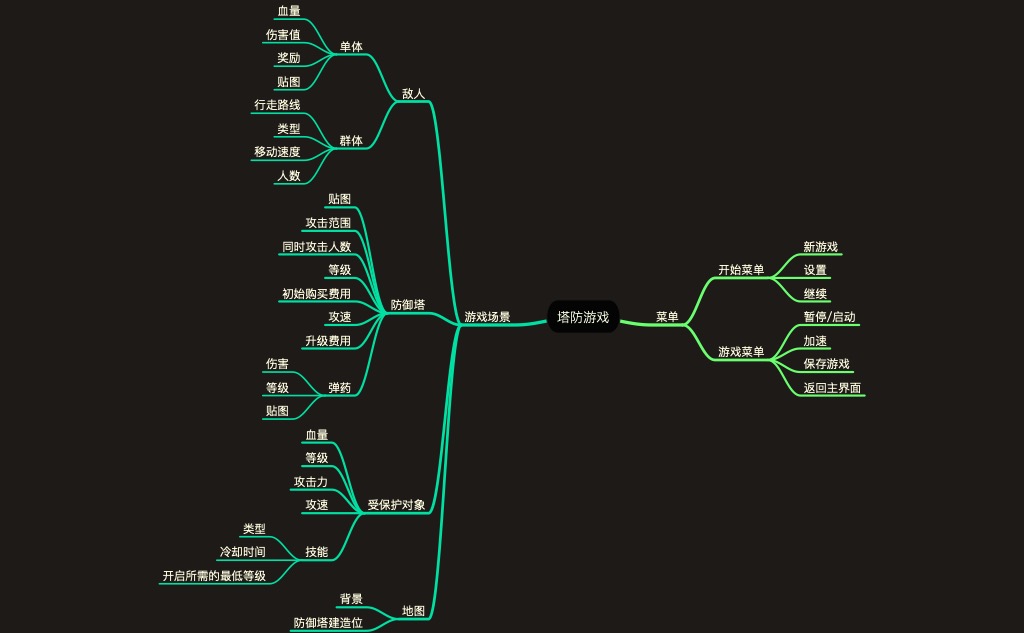 塔防游戏
游戏场景
敌人
单体
血量
伤害值
奖励
贴图
群体
行走路线
类型
移动速度
人数
防御塔
贴图
攻击范围
同时攻击人数
等级
初始购买费用
攻速
升级费用
弹药
伤害
等级
贴图
受保护对象
血量
等级
攻击力
攻速
技能
类型
冷却时间
开启所需的最低等级
地图
背景
防御塔建造位
菜单
开始菜单
新游戏
设置
继续
游戏菜单
暂停/启动
加速
保存游戏
返回主界面